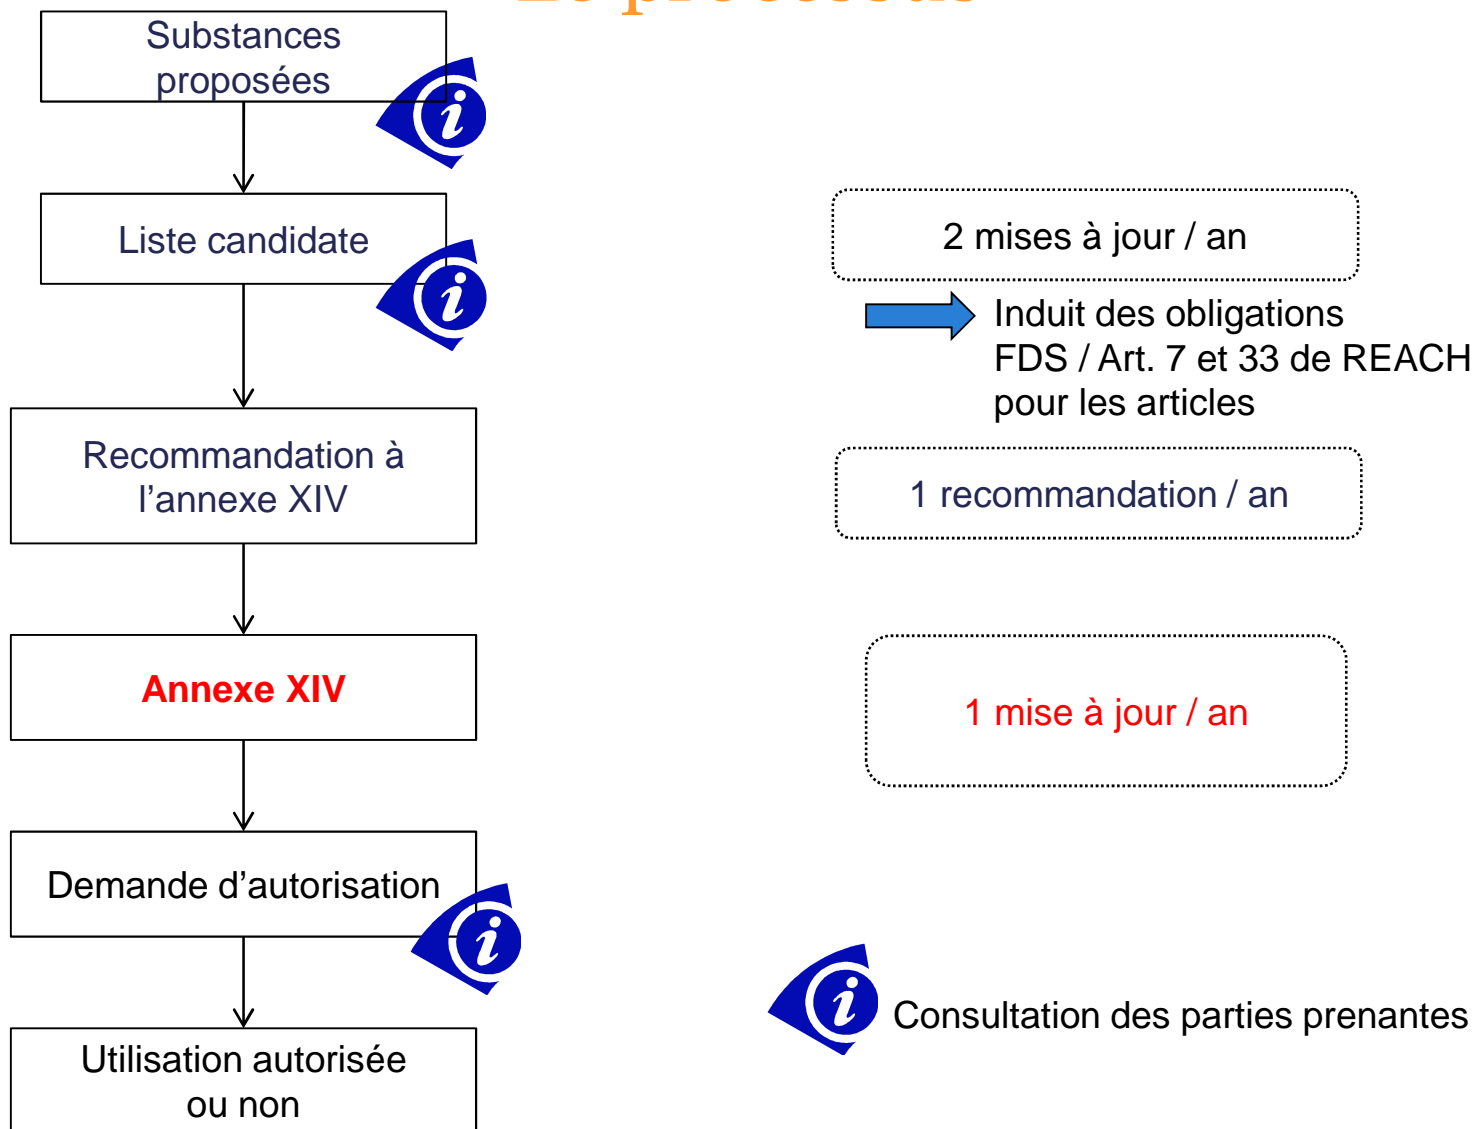 Le processus
Substances
proposées
Liste candidate
2 mises à jour / an
Induit des obligations
FDS / Art. 7 et 33 de REACH
pour les articles
Recommandation à
l’annexe XIV
1 recommandation / an
Annexe XIV
1 mise à jour / an
Demande d’autorisation
Consultation des parties prenantes
Utilisation autorisée
ou non